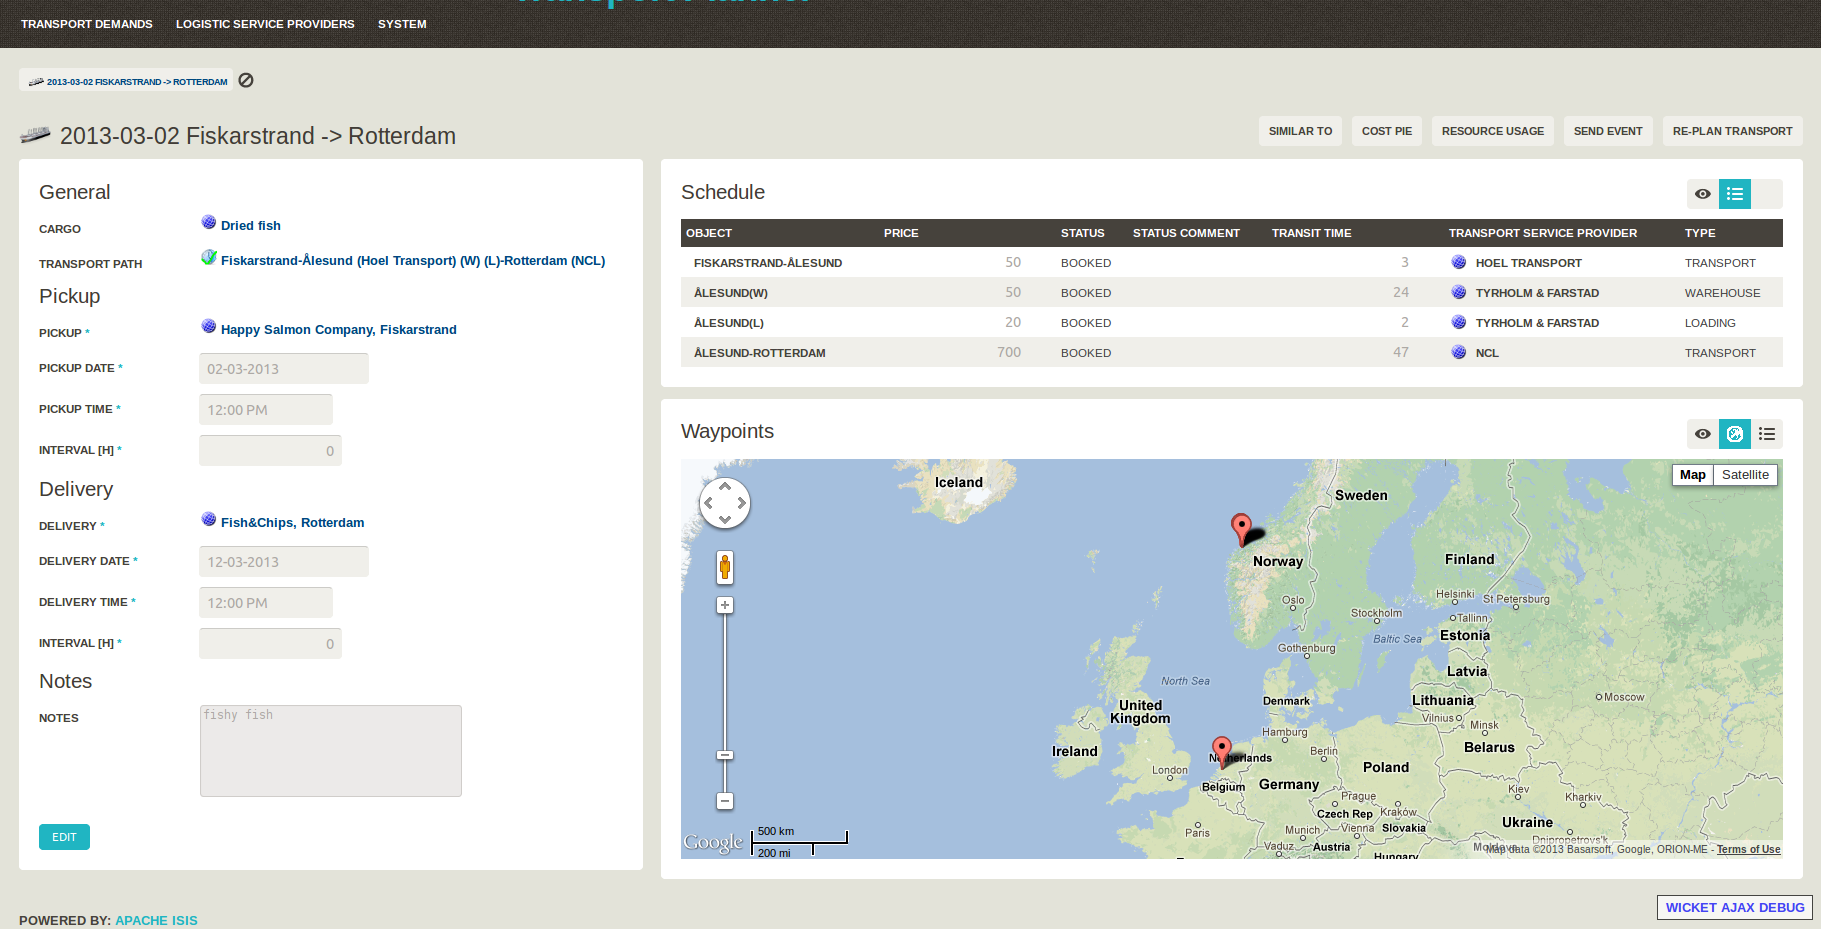 TRANSPORT DEMANDS LOGISTIC SERVICE PROVIDERS SYSTEM
2013-03-02 FISKARSTRAND -> ROTTERDAM
2013-03-02 Fiskarstrand -> Rotterdam
SIMILAR TO COST PIE RESOURCE USAGE SEND EVENT RE-PLAN TRANSPORT
General
CARGO Dried fish
TRANSPORT PATH Fiskarstrand-Ålesund (Hoel Transport) (W) (L)-Rotterdam (NCL)
Pickup
PICKUP * Happy Salmon Company, Fiskarstrand
PICKUP DATE * 02-03-2013
PICKUP TIME * 12:00 PM
INTERVAL [H] * 0
Delivery
DELIVERY * Fish&Chips, Rotterdam
DELIVERY DATE * 12-03-2013
DELIVERY TIME * 12:00 PM
INTERVAL [H] * 0
Notes
NOTES fishy fish
EDIT
Schedule
OBJECT PRICE STATUS STATUS COMMENT TRANSIT TIME TRANSPORT SERVICE PROVIDER TYPE
FISKARSTRAND-ÅLESUND 50 BOOKED 3 HOEL TRANSPORT TRANSPORT
ÅLESUND(W) 50 BOOKED 24 TYRHOLM & FARSTAD WAREHOUSE
ÅLESUND(L) 20 BOOKED 2 TYRHOLM & FARSTAD LOADING
ÅLESUND-ROTTERDAM 700 BOOKED 47 NCL TRANSPORT
Waypoints
Map Satellite
Iceland
Sweden
Norway
Finland
Oslo
Helsinki
St Petersburg
Stockholm
Tallinn
Baltic Sea
Estonia
Gothenburg
Latvia
North Sea
Denmark
Lithuania
Moscow
United
Kingdom
Vilnius
Minsk
Hamburg
Ireland
Berlin
Belarus
Netherlands
London
Poland
Belgium
Germany
Prague
Kiev
Kharkiv
Czech Rep
Kraków
Paris
Munich
Vienna
Slovakia
Ukraine
Vaduz
Austria
Hungary
Dnipropetrovs'k
Moldova
Google
500 km
200 mi
Map data ©2013 Basarsoft, Google, ORION-ME - Terms of Use
WICKET AJAX DEBUG
POWERED BY: APACHE ISIS